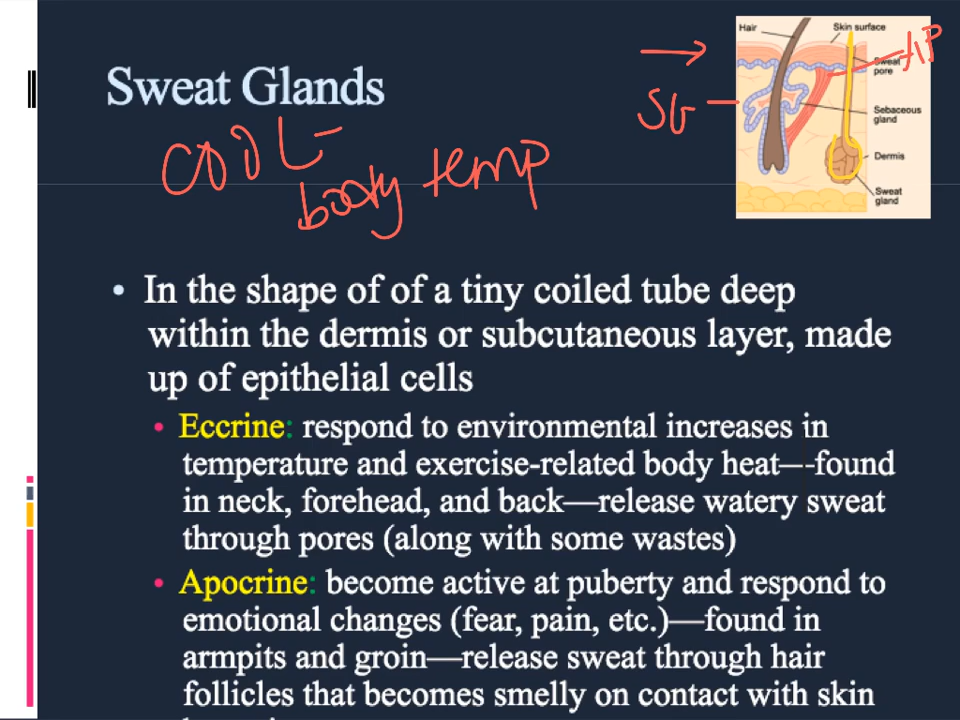 Sweat Glands
COOL-
body temp
SG
AP
Hair
Skin surface
Sweat
pore
Sebaceous
gland
Dermis
Sweat
gland
• In the shape of of a tiny coiled tube deep
within the dermis or subcutaneous layer, made
up of epithelial cells
• Eccrine: respond to environmental increases in
temperature and exercise-related body heat—-found
in neck, forehead, and back—release watery sweat
through pores (along with some wastes)
• Apocrine: become active at puberty and respond to
emotional changes (fear, pain, etc.)—found in
armpits and groin—release sweat through hair
follicles that becomes smelly on contact with skin